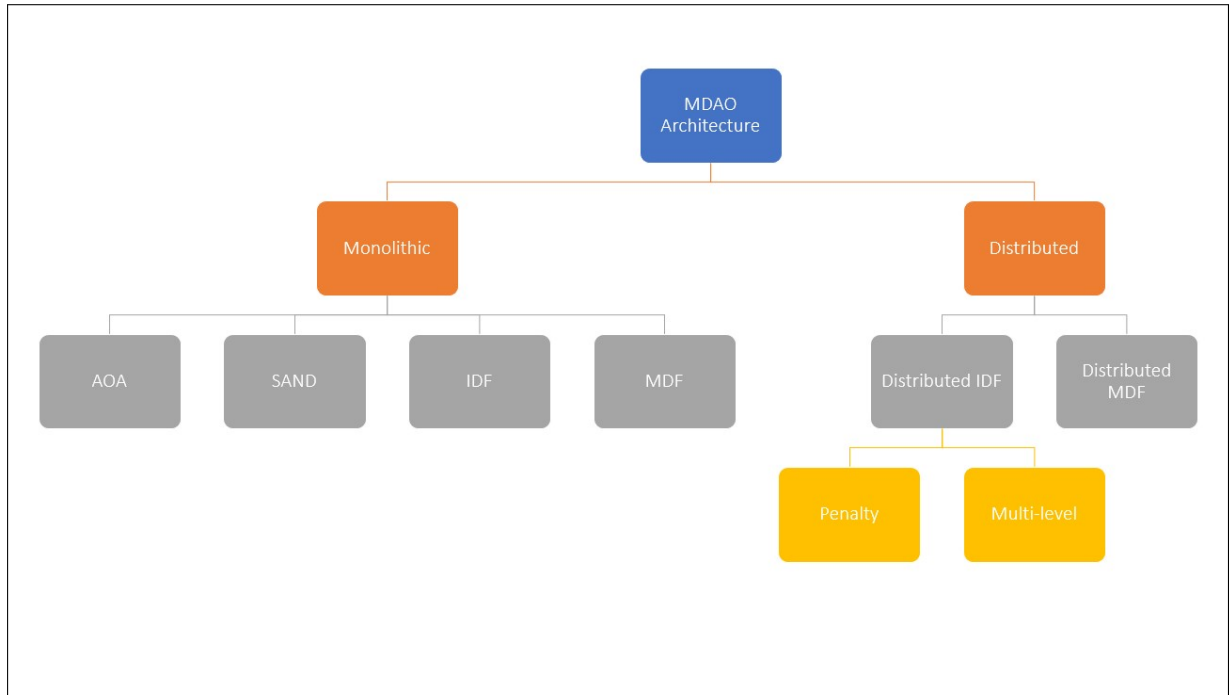 MDAO
Architecture
Monolithic
Distributed
AOA
SAND
IDF
MDF
Distributed IDF
Distributed
MDF
Penalty
Multi-level